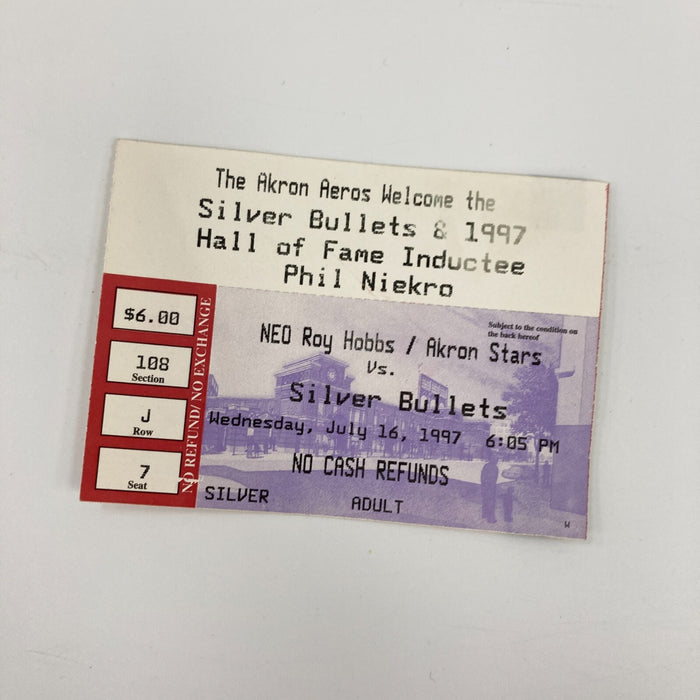 The Akron Aeros Welcome the
Silver Bullets & 1997
Hall of Fame Inductee
Phil Niekro
$6.00
108
Section
J
Row
7
Seat
NO REFUND/NO EXCHANGE
Subject to the condition on
the back hereof
NEO Roy Hobbs / Akron Stars
Vs.
Silver Bullets
Wednesday, July 16, 1997 6:05 PM
NO CASH REFUNDS
SILVER ADULT
W